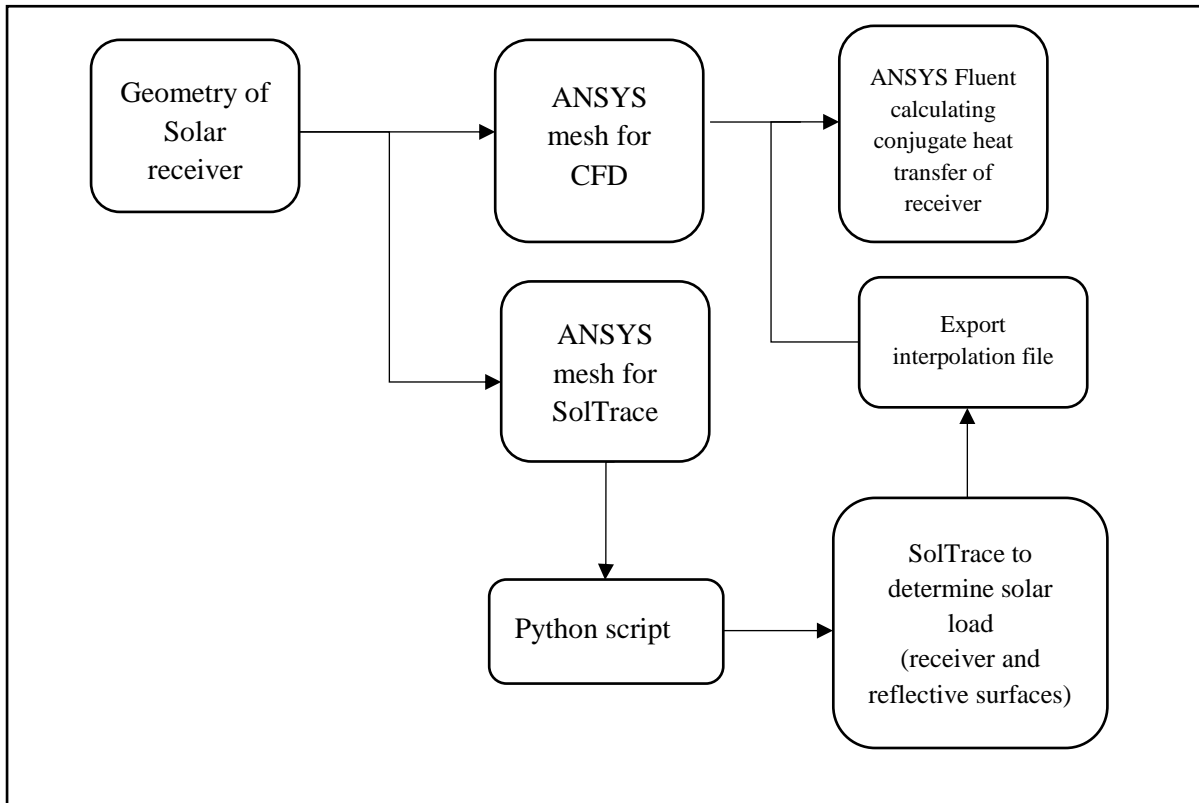 Geometry of
Solar
receiver
ANSYS
mesh for
CFD
ANSYS Fluent
calculating
conjugate heat
transfer of
receiver
ANSYS
mesh for
SolTrace
Export
interpolation file
Python script
SolTrace to
determine solar
load
(receiver and
reflective surfaces)